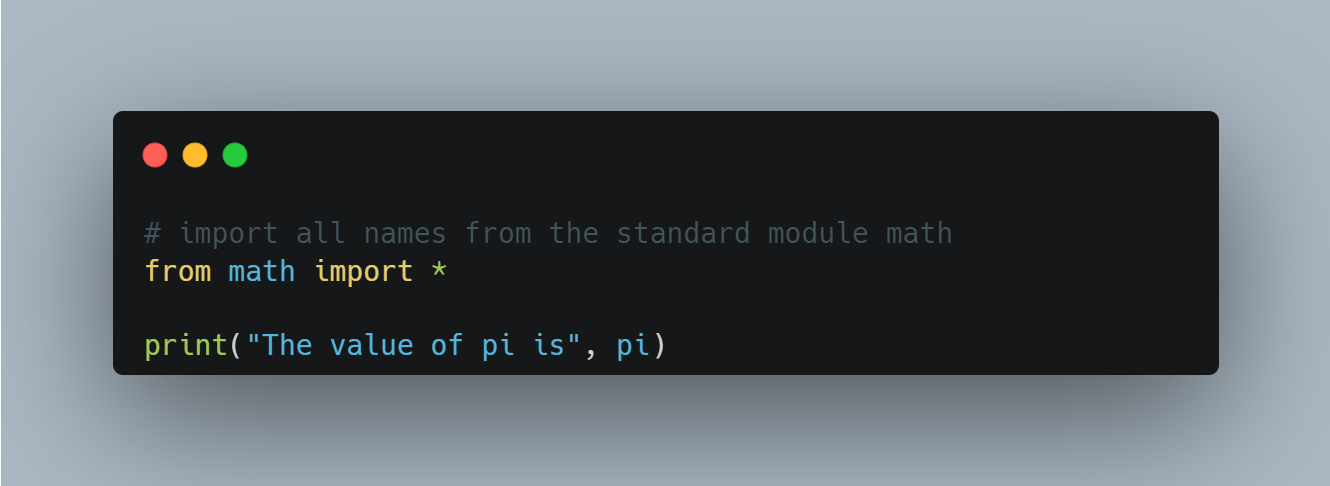 # import all names from the standard module math
from math import *
print("The value of pi is", pi)